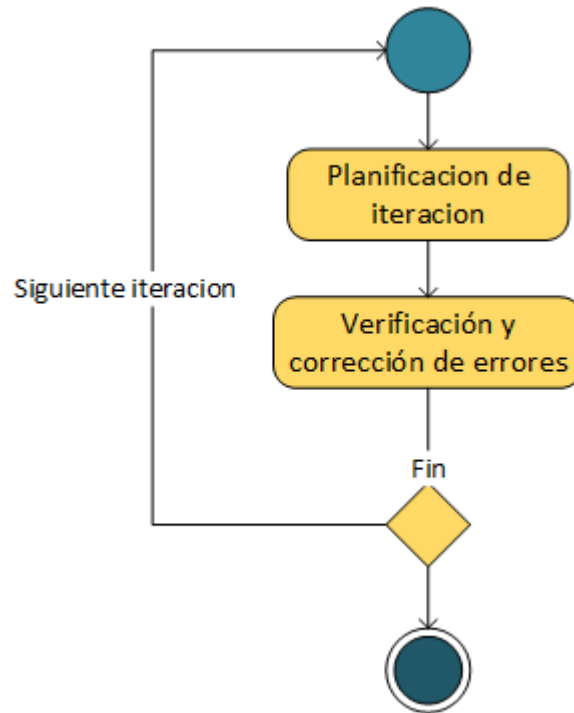 Planificacion de
iteracion
Siguiente iteracion
Verificación y
corrección de errores
Fin